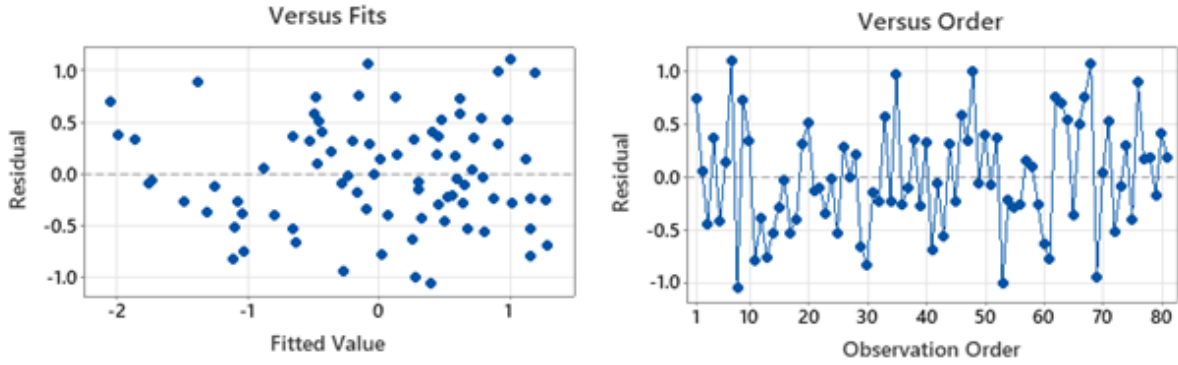 Versus Fits
1.0
0.5
0.0
-0.5
-1.0
Residual
-2 -1 0 1
Fitted Value
Versus Order
1.0
0.5
0.0
-0.5
-1.0
Residual
1 10 20 30 40 50 60 70 80
Observation Order